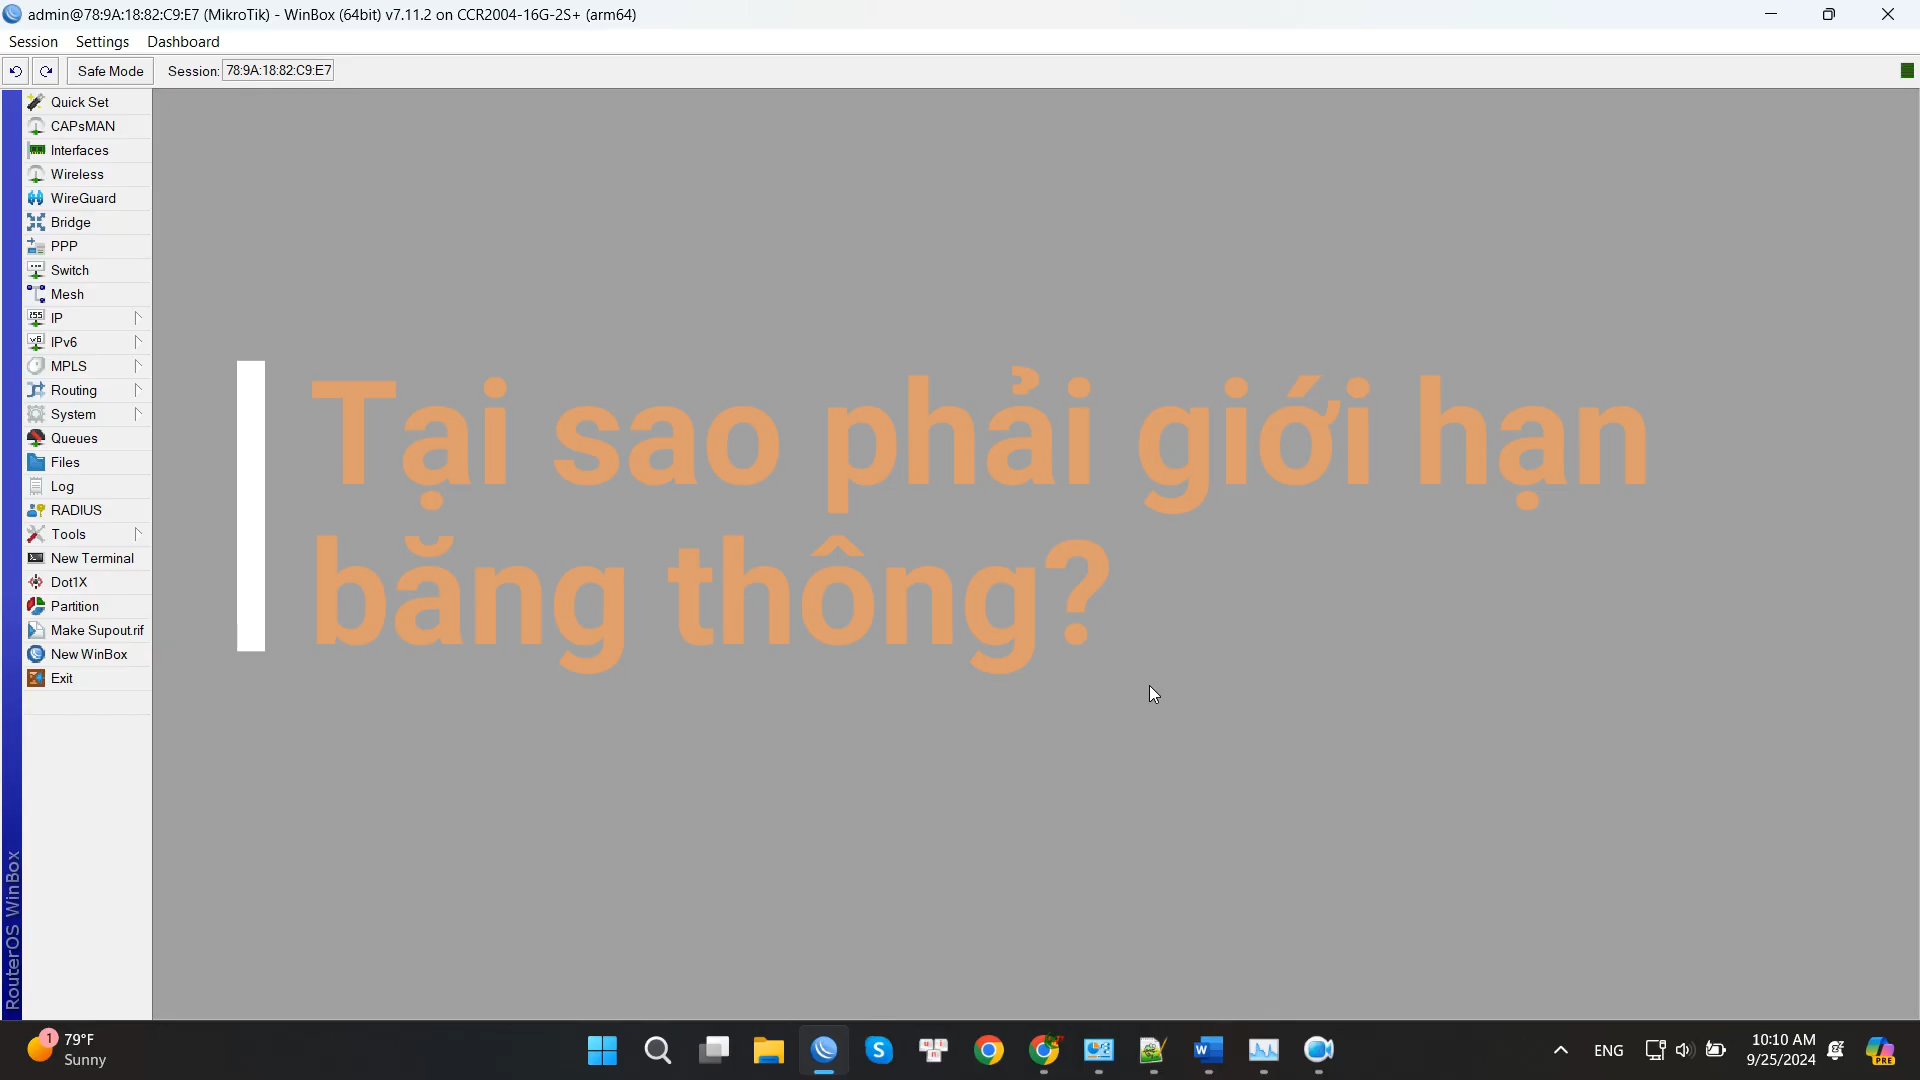 admin@78:9A:18:82:C9:E7 (MikroTik) - WinBox (64bit) v7.11.2 on CCR2004-16G-2S+ (arm64)
Session Settings Dashboard
Safe Mode Session: 78:9A:18:82:C9:E7
Quick Set
CAPsMAN
Interfaces
Wireless
WireGuard
Bridge
PPP
Switch
Mesh
IP
IPv6
MPLS
Routing
System
Queues
Files
Log
RADIUS
Tools
New Terminal
Dot1X
Partition
Make Supout.rif
New WinBox
Exit
RouterOS WinBox
Tại sao phải giới hạn
băng thông?
79°F
Sunny
ENG
10:10 AM
9/25/2024